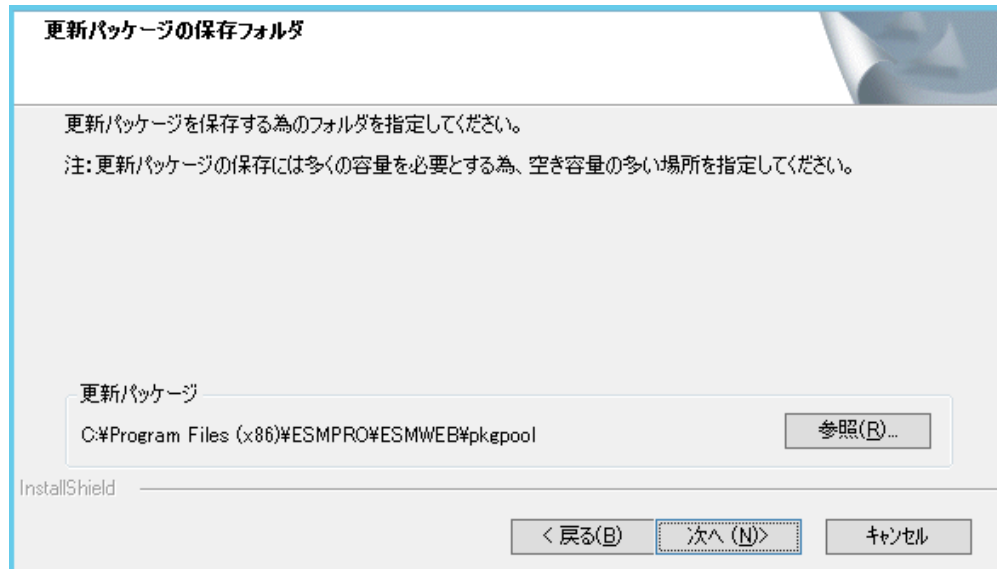 更新パッケージの保存フォルダ
更新パッケージを保存する為のフォルダを指定してください。
注：更新パッケージの保存には多くの容量を必要とする為、空き容量の多い場所を指定してください。
更新パッケージ
C:¥Program Files (x86)¥ESMPRO¥ESMWEB¥pkgpool
参照(R)...
InstallShield
< 戻る(B)
次へ (N)>
キャンセル